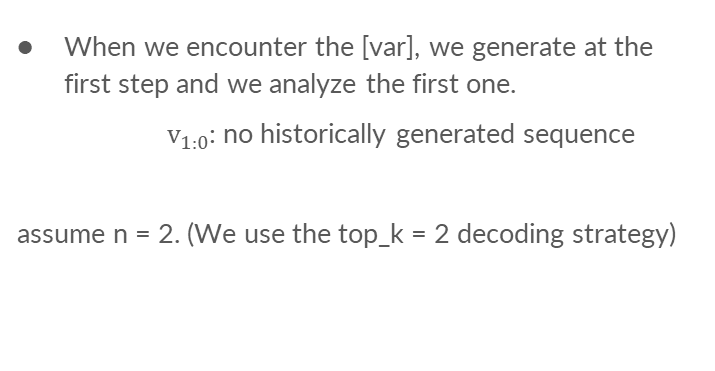 ● When we encounter the [var], we generate at the
first step and we analyze the first one.
v₁:₀: no historically generated sequence
assume n = 2. (We use the top_k = 2 decoding strategy)